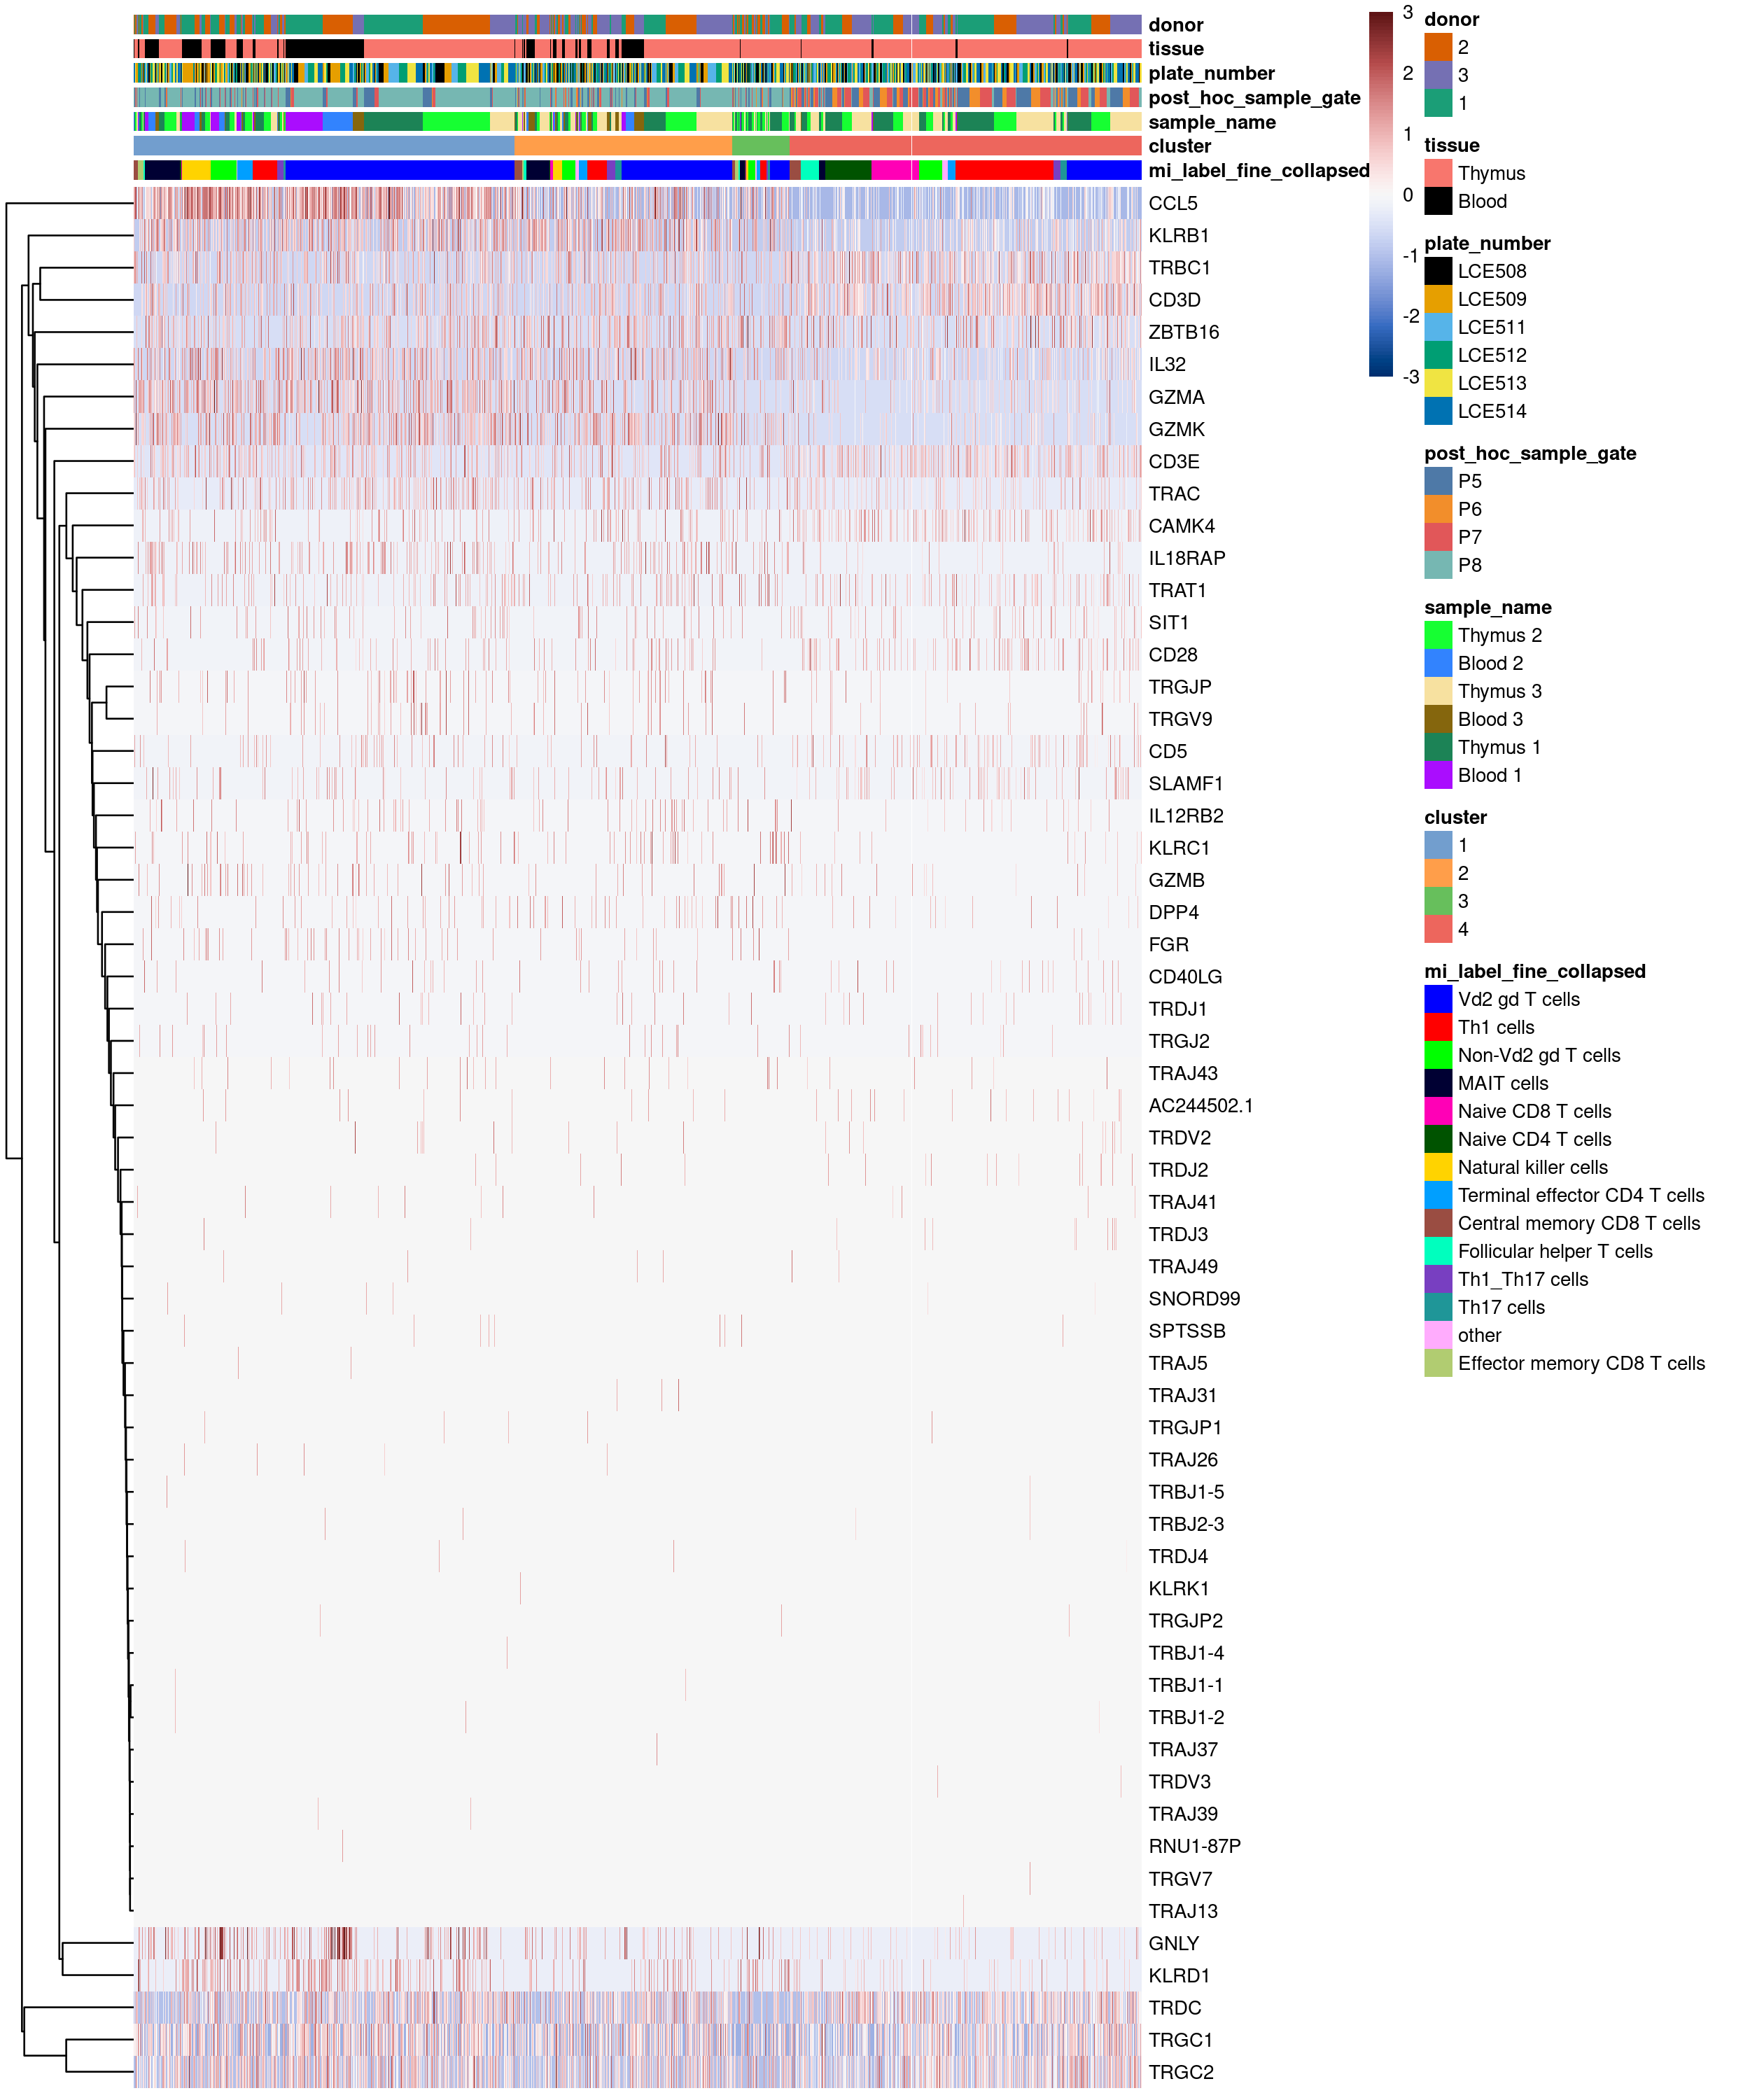 donor
tissue
plate_number
post_hoc_sample_gate
sample_name
cluster
mi_label_fine_collapsed
CCL5
KLRB1
TRBC1
CD3D
ZBTB16
IL32
GZMA
GZMK
CD3E
TRAC
CAMK4
IL18RAP
TRAT1
SIT1
CD28
TRGJP
TRGV9
CD5
SLAMF1
IL12RB2
KLRC1
GZMB
DPP4
FGR
CD40LG
TRDJ1
TRGJ2
TRAJ43
AC244502.1
TRDV2
TRDJ2
TRAJ41
TRDJ3
TRAJ49
SNORD99
SPTSSB
TRAJ5
TRAJ31
TRGJP1
TRAJ26
TRBJ1-5
TRBJ2-3
TRDJ4
KLRK1
TRGJP2
TRBJ1-4
TRBJ1-1
TRBJ1-2
TRAJ37
TRDV3
TRAJ39
RNU1-87P
TRGV7
TRAJ13
GNLY
KLRD1
TRDC
TRGC1
TRGC2
3
2
1
0
-1
-2
-3
donor
2
3
1
tissue
Thymus
Blood
plate_number
LCE508
LCE509
LCE511
LCE512
LCE513
LCE514
post_hoc_sample_gate
P5
P6
P7
P8
sample_name
Thymus 2
Blood 2
Thymus 3
Blood 3
Thymus 1
Blood 1
cluster
1
2
3
4
mi_label_fine_collapsed
Vd2 gd T cells
Th1 cells
Non-Vd2 gd T cells
MAIT cells
Naive CD8 T cells
Naive CD4 T cells
Natural killer cells
Terminal effector CD4 T cells
Central memory CD8 T cells
Follicular helper T cells
Th1_Th17 cells
Th17 cells
other
Effector memory CD8 T cells